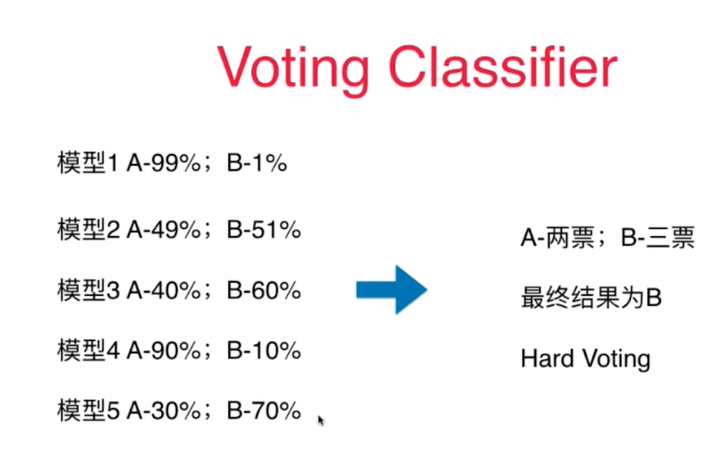 Voting Classifier
模型1 A-99%；B-1%
模型2 A-49%；B-51%
模型3 A-40%；B-60%
模型4 A-90%；B-10%
模型5 A-30%；B-70%
A-两票；B-三票
最终结果为B
Hard Voting